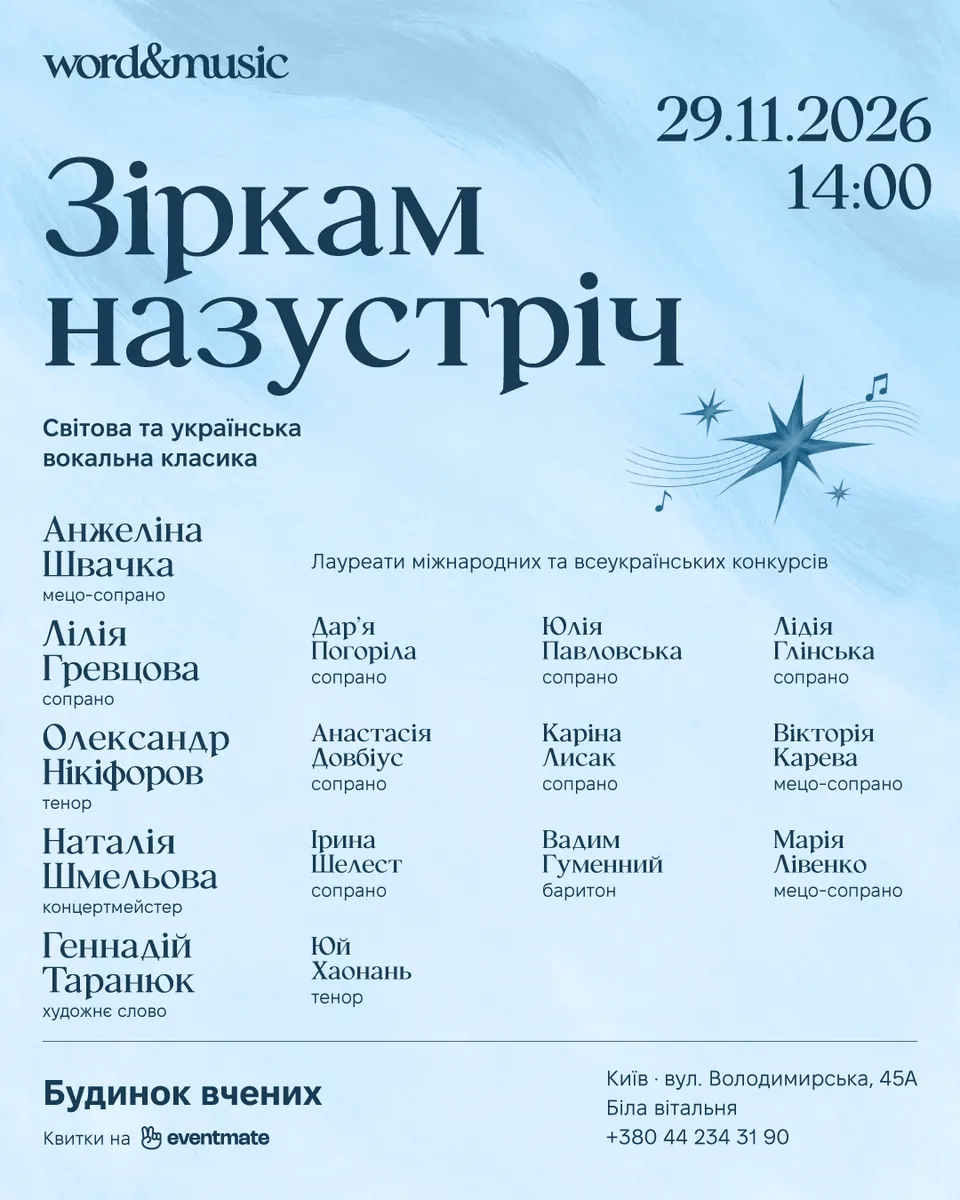 word&music
29.11.2026
14:00
Зіркам
назустріч
Світова та українська
вокальна класика
Анжеліна
Швачка
мецо-сопрано
Лілія
Гревцова
сопрано
Олександр
Нікіфоров
тенор
Наталія
Шмельова
концертмейстер
Геннадій
Таранюк
художнє слово
Лауреати міжнародних та всеукраїнських конкурсів
Дар’я
Погоріла
сопрано
Юлія
Павловська
сопрано
Лідія
Глінська
сопрано
Анастасія
Довбіус
сопрано
Каріна
Лисак
сопрано
Вікторія
Карева
мецо-сопрано
Ірина
Шелест
сопрано
Вадим
Гуменний
баритон
Марія
Лівенко
мецо-сопрано
Юй
Хаонань
тенор
Будинок вчених
Квитки на eventmate
Київ · вул. Володимирська, 45А
Біла вітальня
+380 44 234 31 90